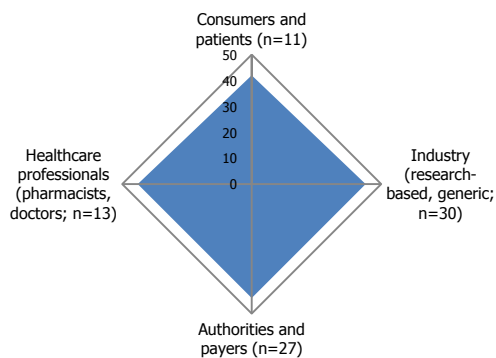 Consumers and
patients (n=11)
50
40
30
20
10
0
Healthcare
professionals
(pharmacists,
doctors; n=13)
Industry
(research-
based, generic;
n=30)
Authorities and
payers (n=27)